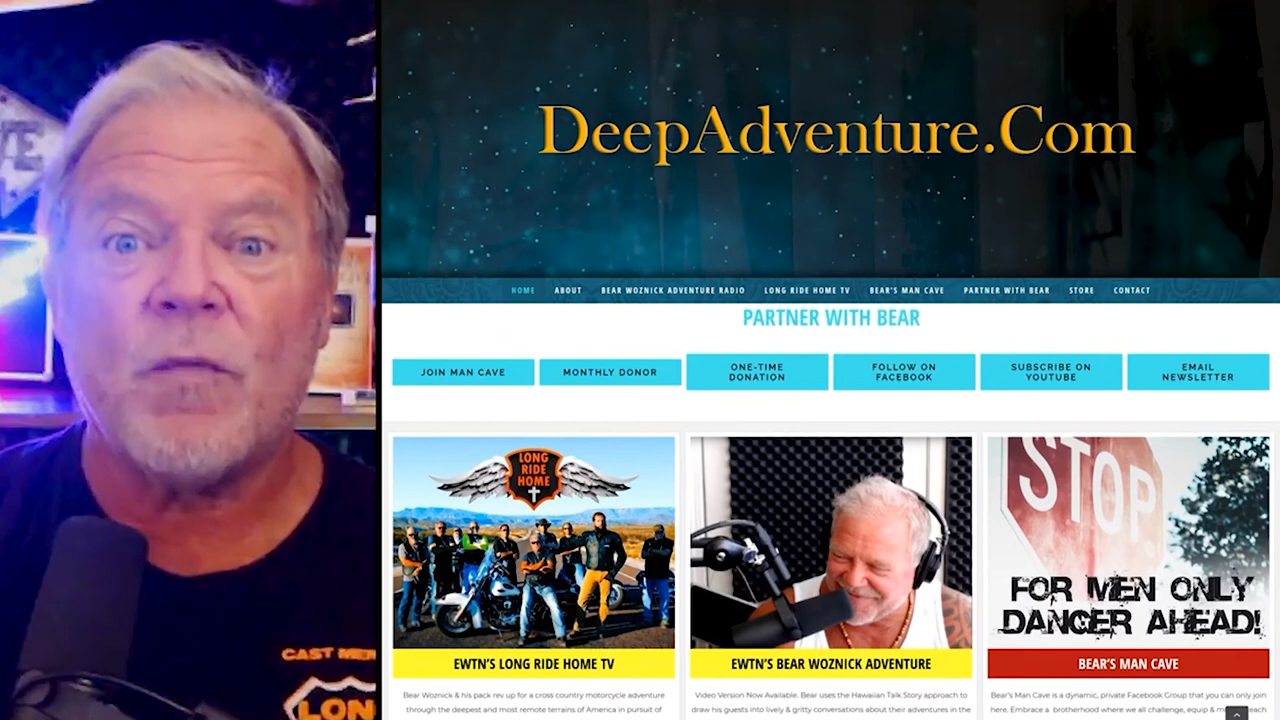 DeepAdventure.Com
HOME ABOUT BEAR WOZNICK ADVENTURE RADIO LONG RIDE HOME TV BEAR'S MAN CAVE PARTNER WITH BEAR STORE CONTACT
PARTNER WITH BEAR
JOIN MAN CAVE
MONTHLY DONOR
ONE-TIME
DONATION
FOLLOW ON
FACEBOOK
SUBSCRIBE ON
YOUTUBE
EMAIL
NEWSLETTER
LONG
RIDE
HOME
EWTN'S LONG RIDE HOME TV
Bear Woznick & his pack rev up for a cross country motorcycle adventure
through the deepest and most remote terrains of America in pursuit of
EWTN'S BEAR WOZNICK ADVENTURE
Video Version Now Available. Bear uses the Hawaiian Talk Story approach to
draw his guests into lively & gritty conversations about their adventures in the
STOP
FOR MEN ONLY
DANGER AHEAD!
BEAR'S MAN CAVE
Bear's Man Cave is a dynamic, private Facebook Group that you can only join
here. Embrace a brotherhood where we all challenge, equip &
CAST
LON